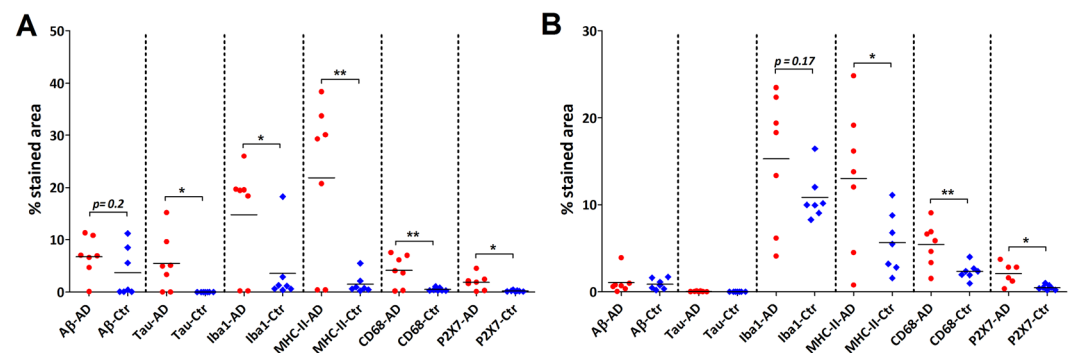 A
% stained area
50
40
30
20
10
0
p= 0.2
*
*
**
**
*
Aβ-AD
Aβ-Ctr
Tau-AD
Tau-Ctr
Iba1-AD
Iba1-Ctr
MHC-II-AD
MHC-II-Ctr
CD68-AD
CD68-Ctr
P2X7-AD
P2X7-Ctr
B
% stained area
30
20
10
0
p = 0.17
*
**
*
Aβ-AD
Aβ-Ctr
Tau-AD
Tau-Ctr
Iba1-AD
Iba1-Ctr
MHC-II-AD
MHC-II-Ctr
CD68-AD
CD68-Ctr
P2X7-AD
P2X7-Ctr